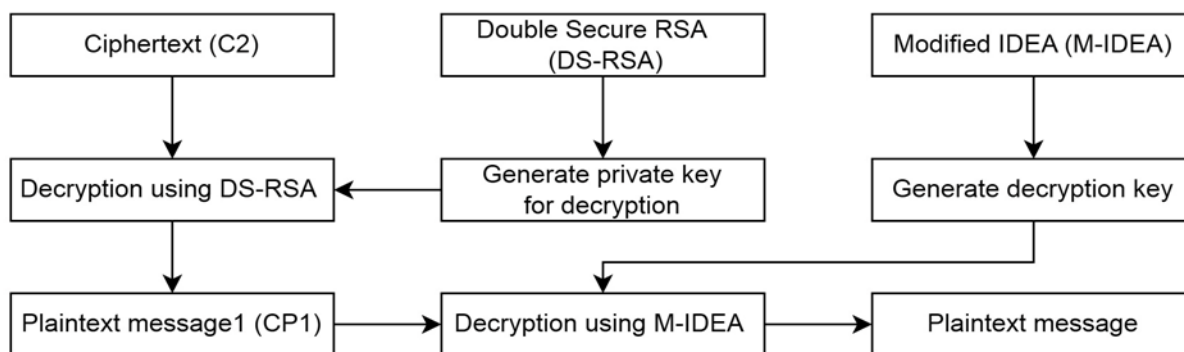 Ciphertext (C2)
Double Secure RSA
(DS-RSA)
Modified IDEA (M-IDEA)
Decryption using DS-RSA
Generate private key
for decryption
Generate decryption key
Plaintext message1 (CP1)
Decryption using M-IDEA
Plaintext message